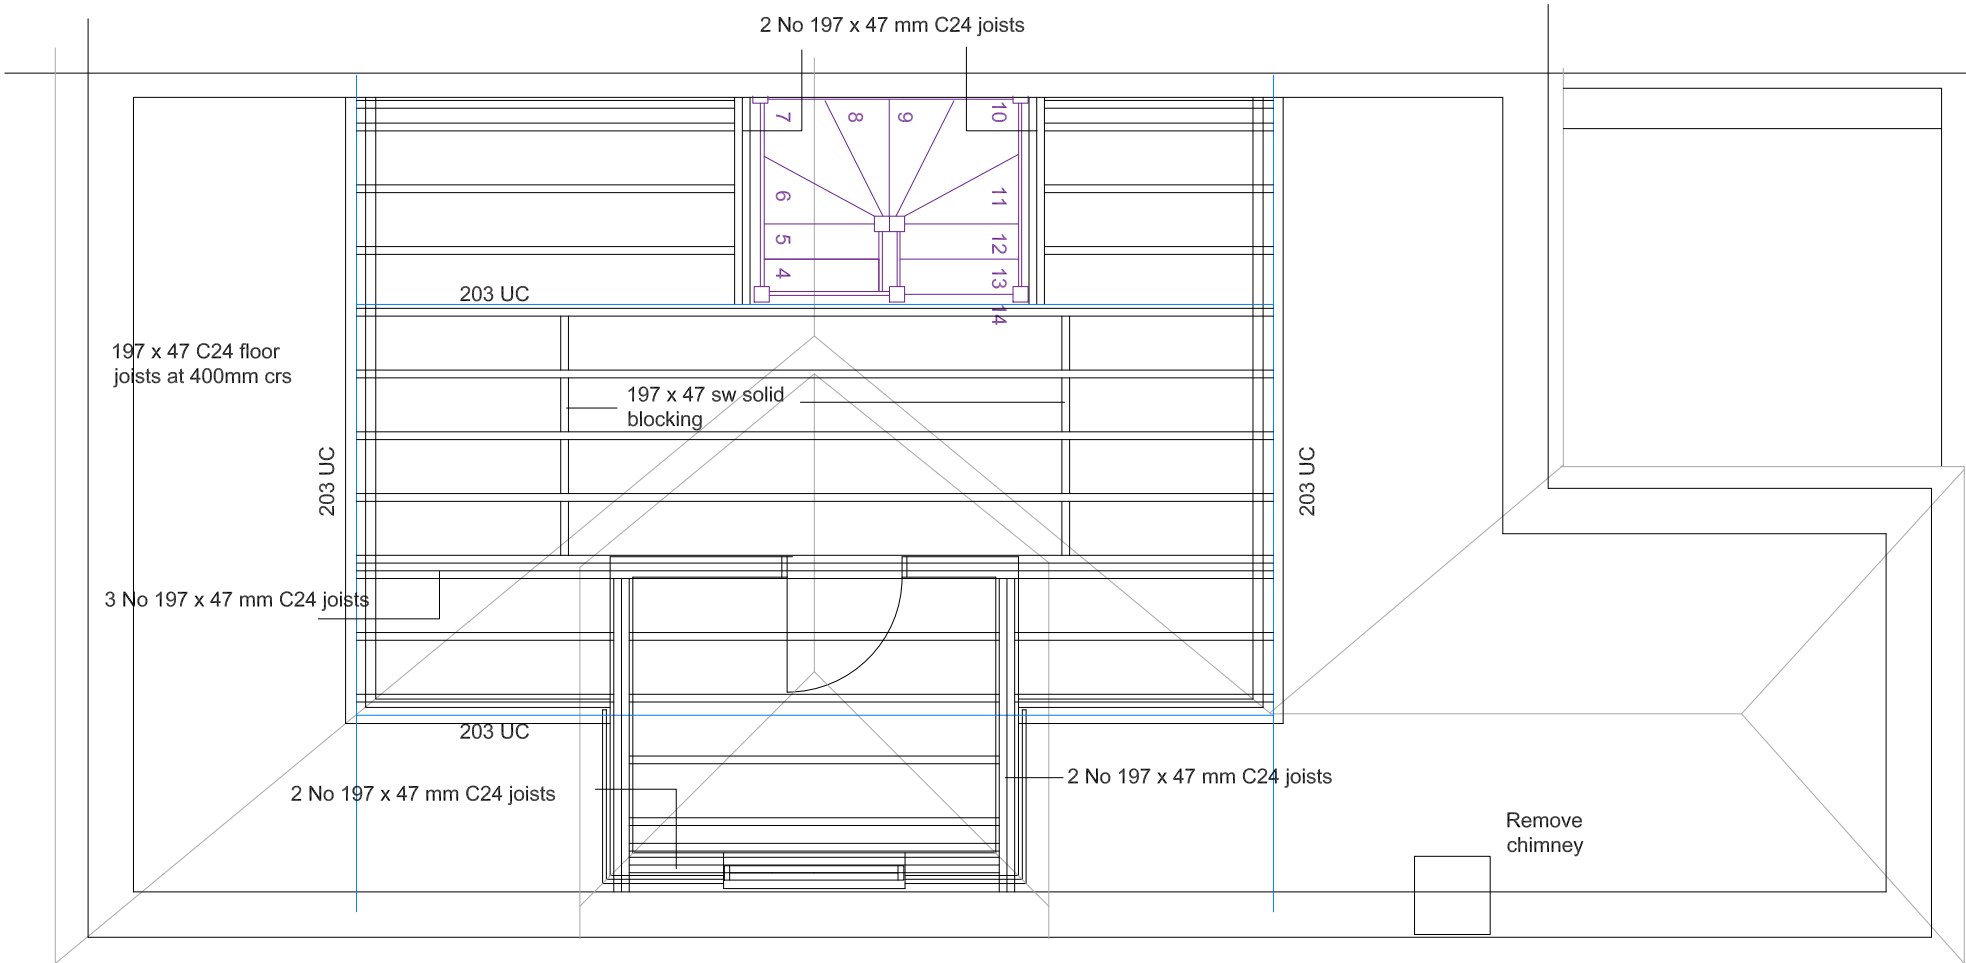 2 No 197 x 47 mm C24 joists
7
8
9
10
6
11
5
12
4
13
14
203 UC
197 x 47 C24 floor
joists at 400mm crs
197 x 47 sw solid
blocking
203 UC
203 UC
3 No 197 x 47 mm C24 joists
203 UC
2 No 197 x 47 mm C24 joists
2 No 197 x 47 mm C24 joists
Remove
chimney